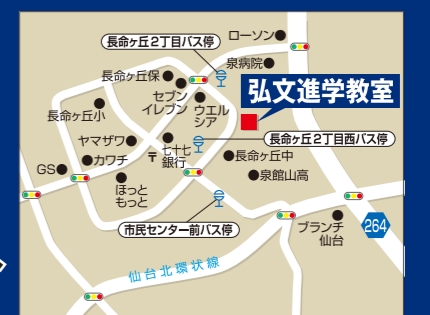 ローソン
長命ヶ丘2丁目バス停
泉病院
長命ヶ丘保
セブン
イレブン
ウエル
シア
弘文進学教室
長命ヶ丘小
長命ヶ丘2丁目西バス停
ヤマザワ
七十七
銀行
〒
カワチ
長命ヶ丘中
GS
ほっと
もっと
泉館山高
市民センター前バス停
ブランチ
仙台
264
仙台北環状線